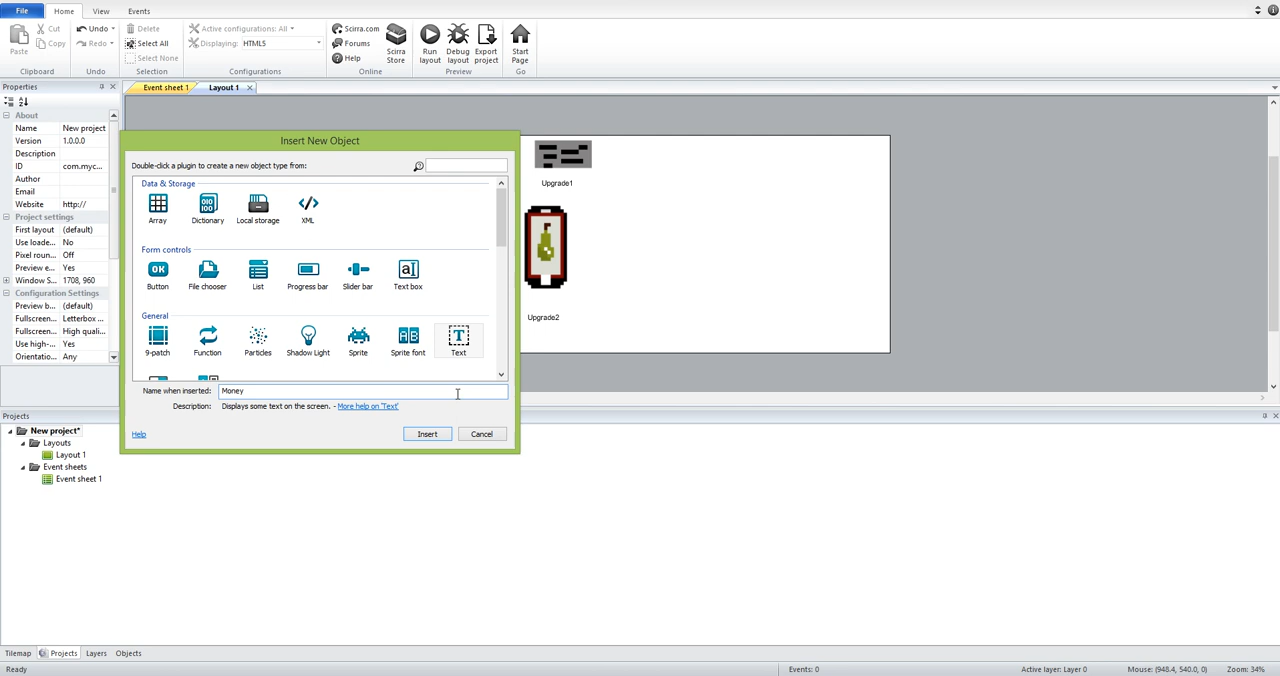 File Home View Events
Paste Cut Copy
Undo Redo
Delete Select All Select None
Active configurations: All
Displaying: HTML5
Scirra.com Forums Help
Scirra Store
Run layout Debug layout Export project
Start Page
Clipboard Undo Selection Configurations Online Preview Go
Properties
Event sheet 1 Layout 1
About
Name New project
Version 1.0.0.0
Description
ID com.myc...
Author
Email
Website http://
Project settings
First layout (default)
Use loade... No
Pixel roun... Off
Preview e... Yes
Window S... 1708, 960
Configuration Settings
Preview b... (default)
Fullscreen... Letterbox ...
Fullscreen... High quali...
Use high-... Yes
Orientatio... Any
Insert New Object
Double-click a plugin to create a new object type from:
Data & Storage
Array Dictionary Local storage XML
Form controls
OK
Button File chooser List Progress bar Slider bar Text box
General
9-patch Function Particles Shadow Light Sprite Sprite font Text
Name when inserted: Money
Description: Displays some text on the screen. - More help on 'Text'
Help Insert Cancel
Upgrade1
Upgrade2
Projects
New project*
Layouts
Layout 1
Event sheets
Event sheet 1
Tilemap Projects Layers Objects
Ready Events: 0 Active layer: Layer 0 Mouse: (948.4, 540.0, 0) Zoom: 34%